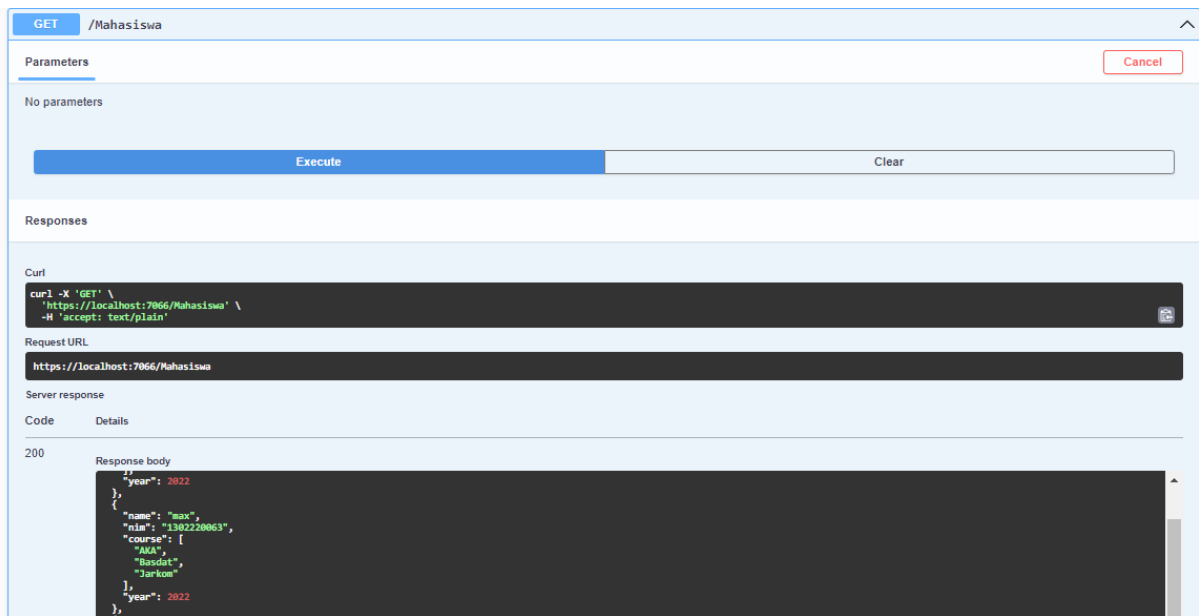 GET /Mahasiswa
Parameters
Cancel
No parameters
Execute
Clear
Responses
Curl
curl -X 'GET' \
'https://localhost:7066/Mahasiswa' \
-H 'accept: text/plain'
Request URL
https://localhost:7066/Mahasiswa
Server response
Code Details
200
Response body
],
"year": 2022
},
{
"name": "max",
"nim": "1302220063",
"course": [
"AKA",
"Basdat",
"Jarkom"
],
"year": 2022
},